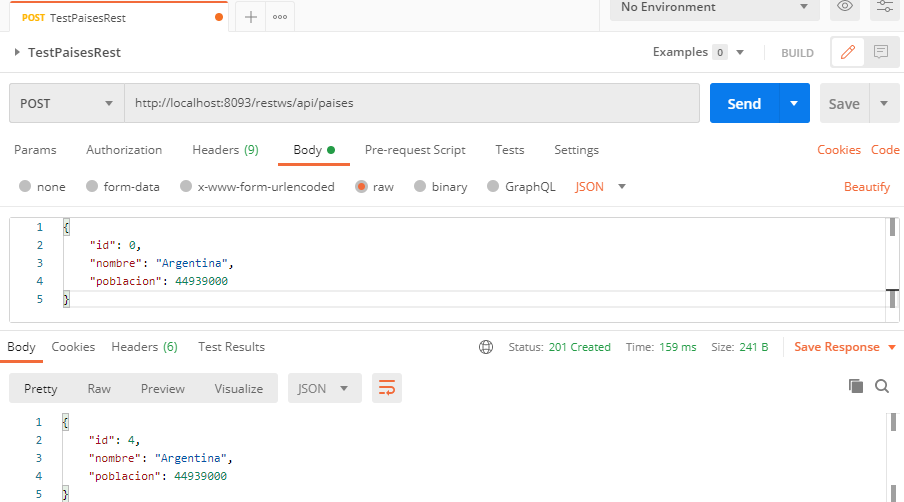 POST TestPaisesRest
No Environment
TestPaisesRest
Examples 0
BUILD
POST
http://localhost:8093/restws/api/paises
Send
Save
Params Authorization Headers (9) Body Pre-request Script Tests Settings Cookies Code
none form-data x-www-form-urlencoded raw binary GraphQL JSON Beautify
1 {
2 "id": 0,
3 "nombre": "Argentina",
4 "poblacion": 44939000
5 }
Body Cookies Headers (6) Test Results Status: 201 Created Time: 159 ms Size: 241 B Save Response
Pretty Raw Preview Visualize JSON
1 {
2 "id": 4,
3 "nombre": "Argentina",
4 "poblacion": 44939000
5 }